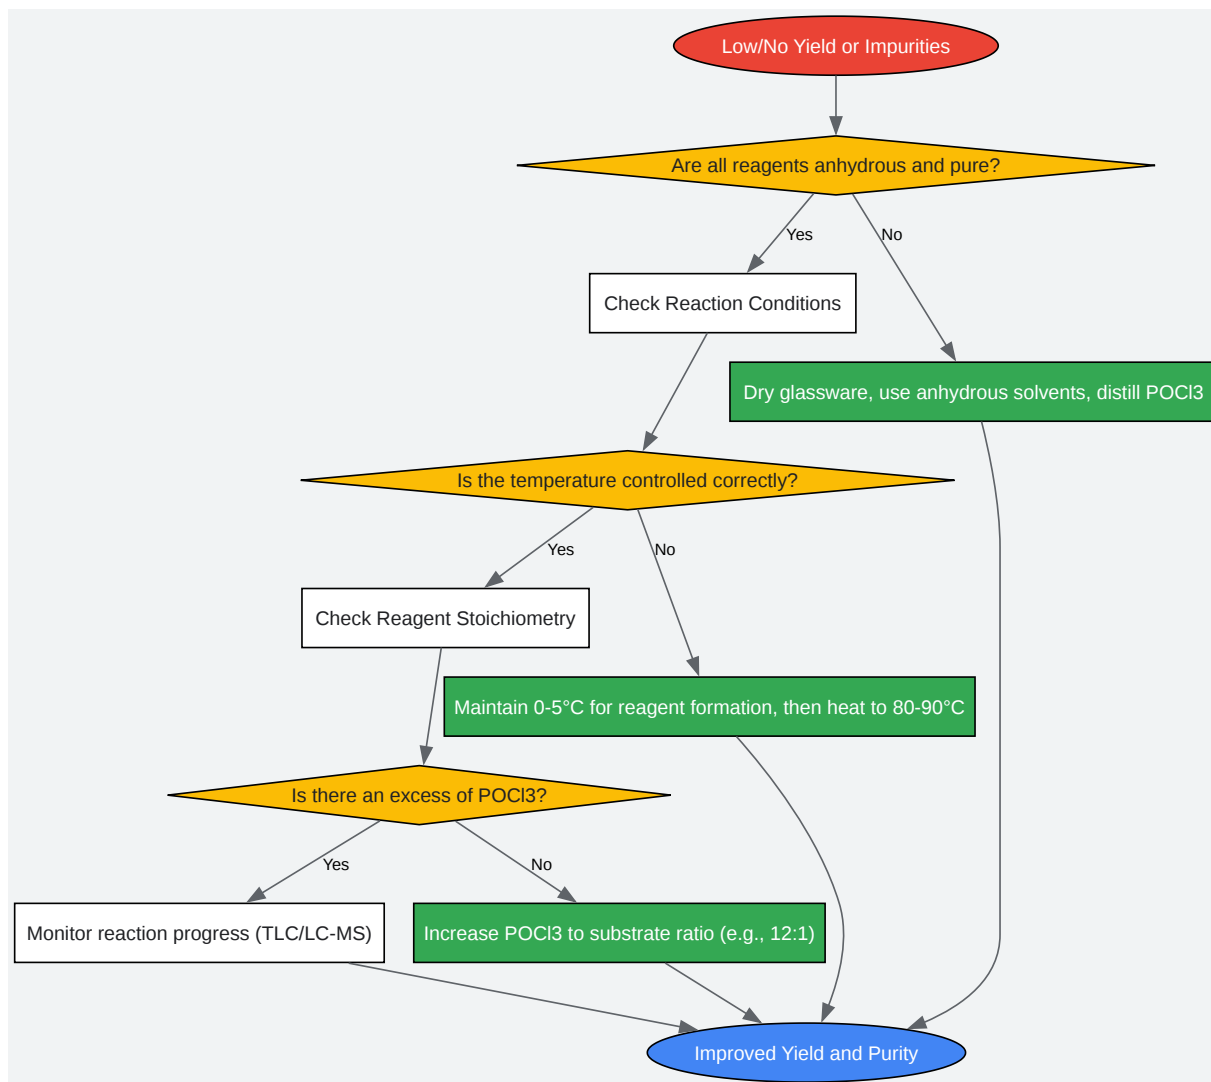 Low/No Yield or Impurities
Are all reagents anhydrous and pure?
Yes
No
Check Reaction Conditions
Dry glassware, use anhydrous solvents, distill POCl3
Is the temperature controlled correctly?
Yes
No
Check Reagent Stoichiometry
Maintain 0-5°C for reagent formation, then heat to 80-90°C
Is there an excess of POCl3?
Yes
No
Monitor reaction progress (TLC/LC-MS)
Increase POCl3 to substrate ratio (e.g., 12:1)
Improved Yield and Purity